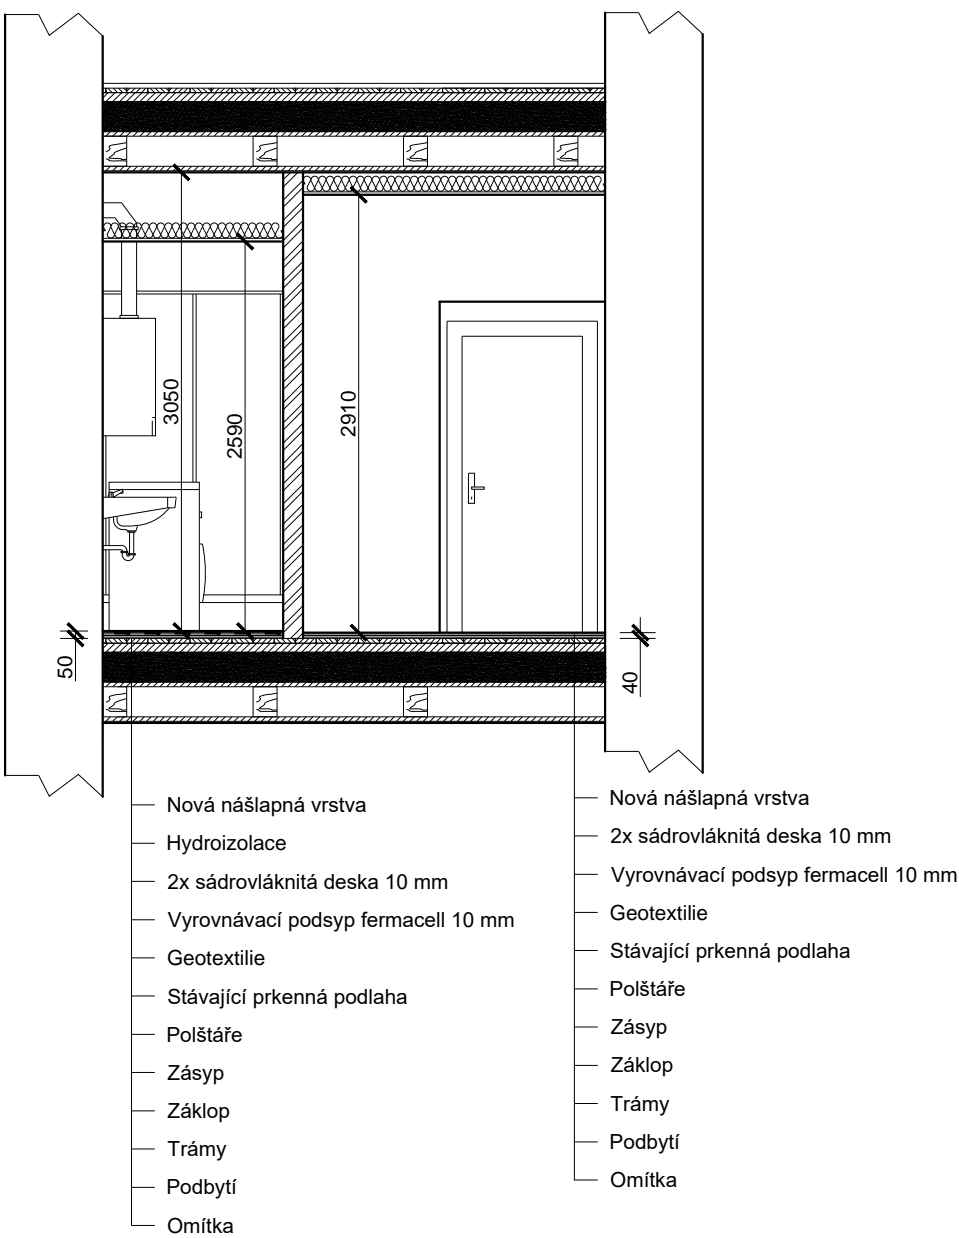 3050
2590
2910
50
40
Nová nášlapná vrstva
Hydroizolace
2x sádrovláknitá deska 10 mm
Vyrovnávací podsyp fermacell 10 mm
Geotextilie
Stávající prkenná podlaha
Polštáře
Zásyp
Záklop
Trámy
Podbytí
Omítka
Nová nášlapná vrstva
2x sádrovláknitá deska 10 mm
Vyrovnávací podsyp fermacell 10 mm
Geotextilie
Stávající prkenná podlaha
Polštáře
Zásyp
Záklop
Trámy
Podbytí
Omítka